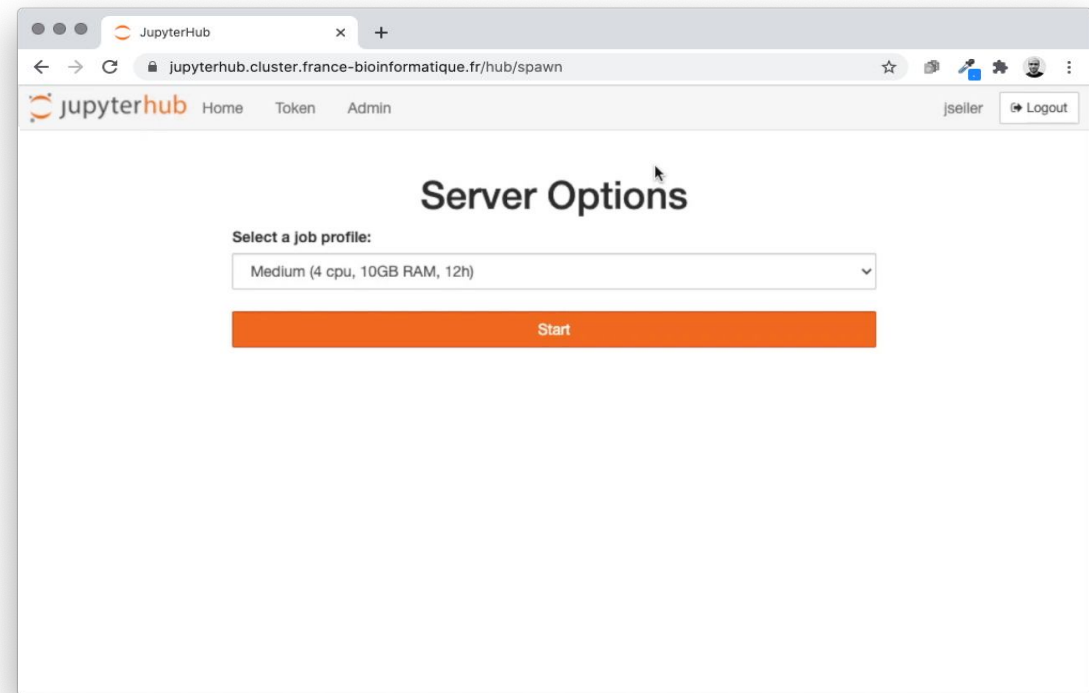 JupyterHub
jupyterhub.cluster.france-bioinformatique.fr/hub/spawn
jupyterhub Home Token Admin jseiler Logout
Server Options
Select a job profile:
Medium (4 cpu, 10GB RAM, 12h)
Start